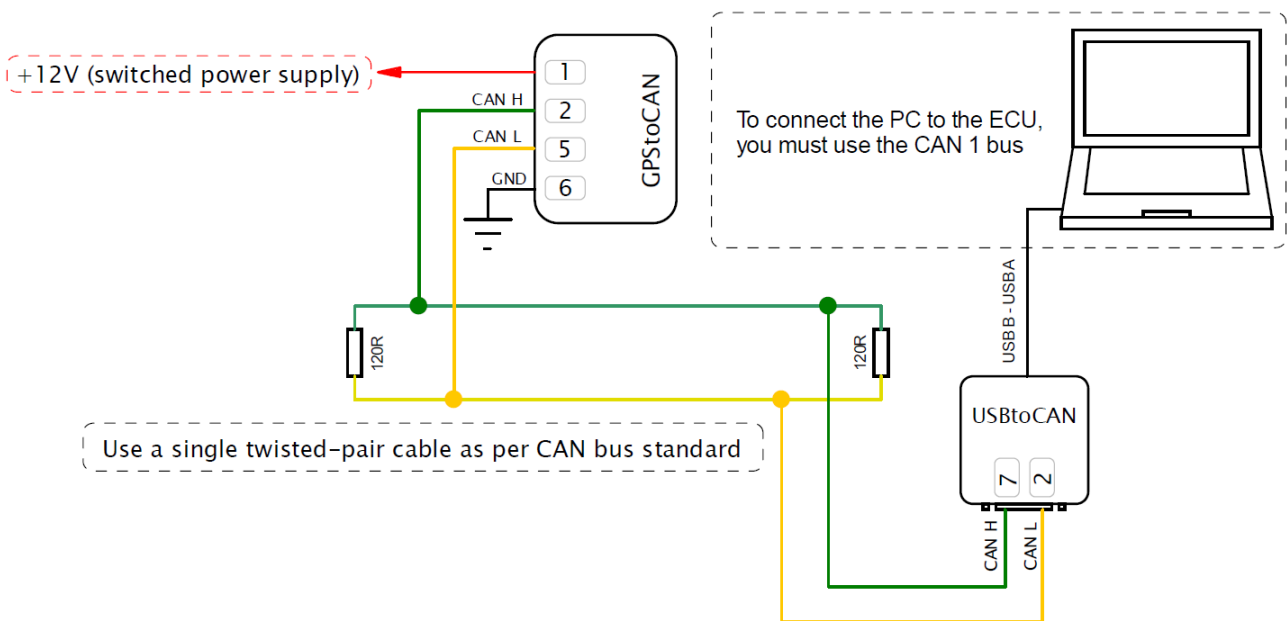 +12V (switched power supply)
1
CAN H
2
CAN L
5
GND
6
GPStoCAN
To connect the PC to the ECU,
you must use the CAN 1 bus
USB B - USB A
120R
120R
Use a single twisted-pair cable as per CAN bus standard
USBtoCAN
7
2
CAN H
CAN L